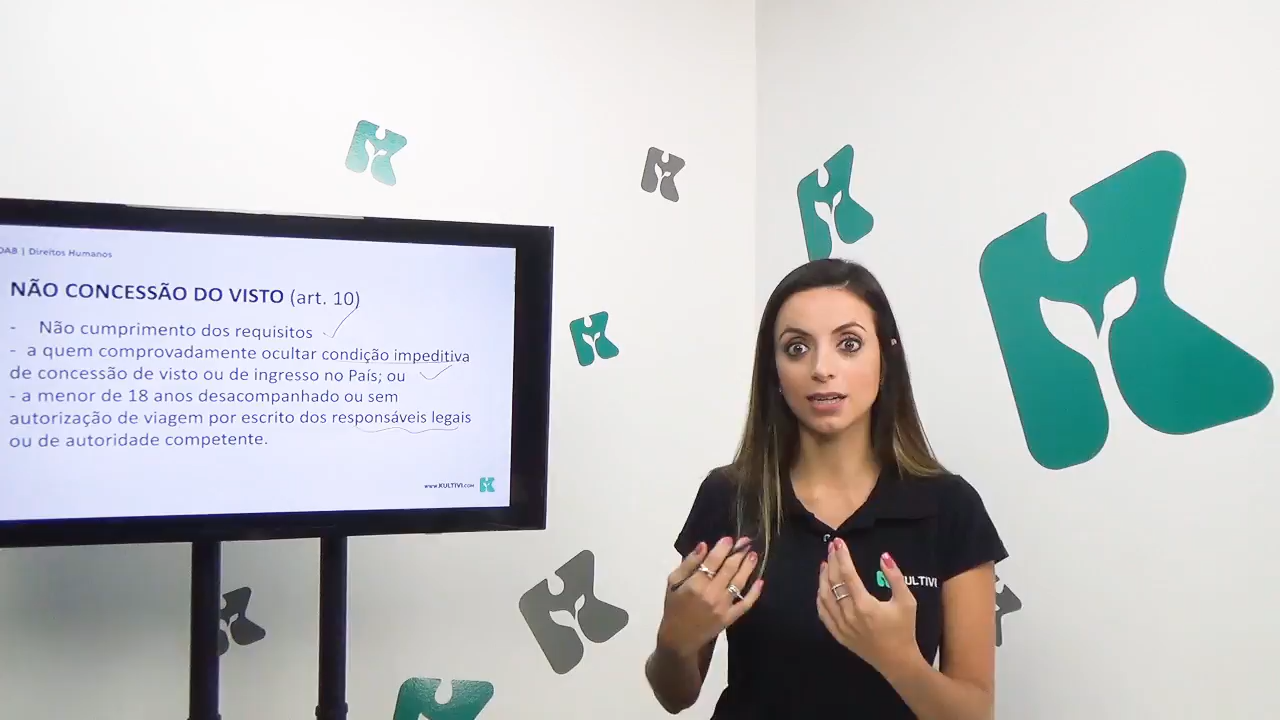 OAB | Direitos Humanos
NÃO CONCESSÃO DO VISTO (art. 10)
- Não cumprimento dos requisitos
- a quem comprovadamente ocultar condição impeditiva
de concessão de visto ou de ingresso no País; ou
- a menor de 18 anos desacompanhado ou sem
autorização de viagem por escrito dos responsáveis legais
ou de autoridade competente.
www.KULTIVI.com
KULTIVI